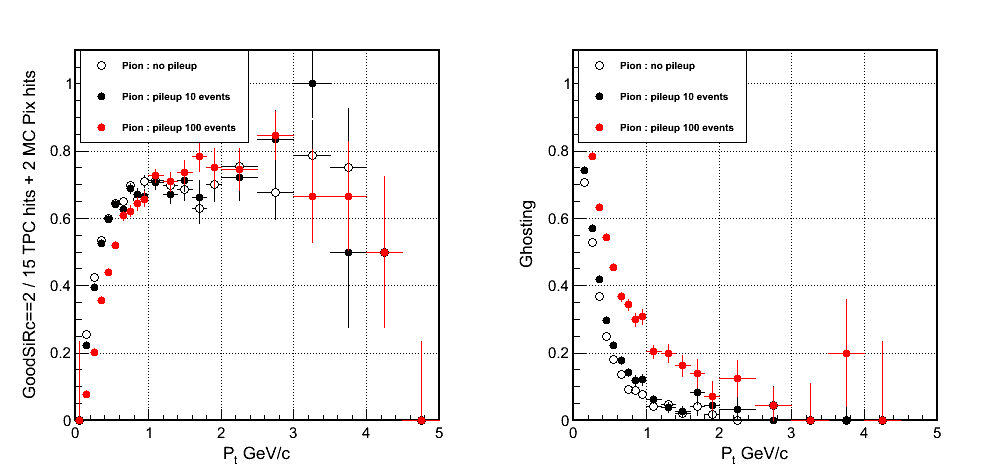 GoodSiRc==2 / 15 TPC hits + 2 MC Pix hits
1
0.8
0.6
0.4
0.2
0
Pion : no pileup
Pion : pileup 10 events
Pion : pileup 100 events
0 1 2 3 4 5
Pt GeV/c
Ghosting
1
0.8
0.6
0.4
0.2
0
Pion : no pileup
Pion : pileup 10 events
Pion : pileup 100 events
0 1 2 3 4 5
Pt GeV/c